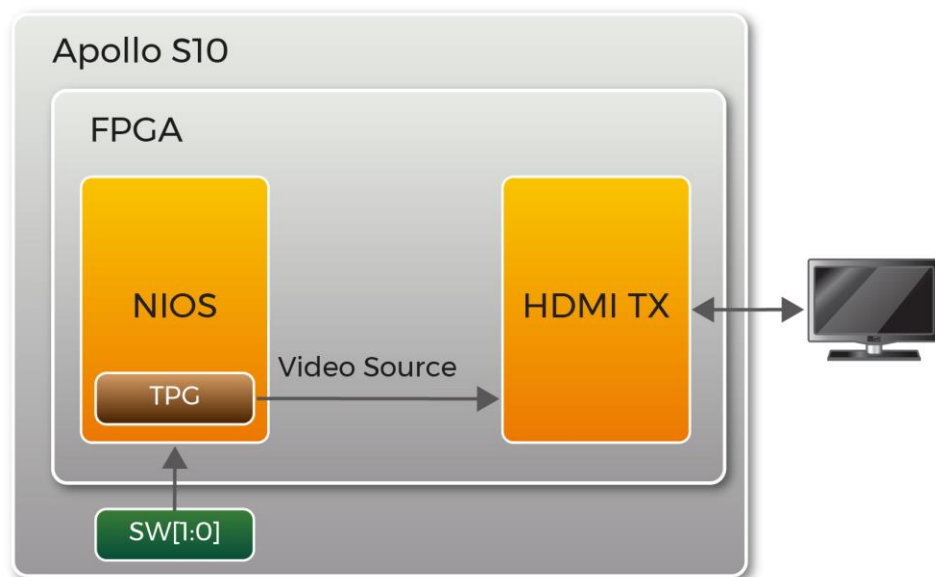 Apollo S10
FPGA
NIOS
HDMI TX
Video Source
TPG
SW[1:0]